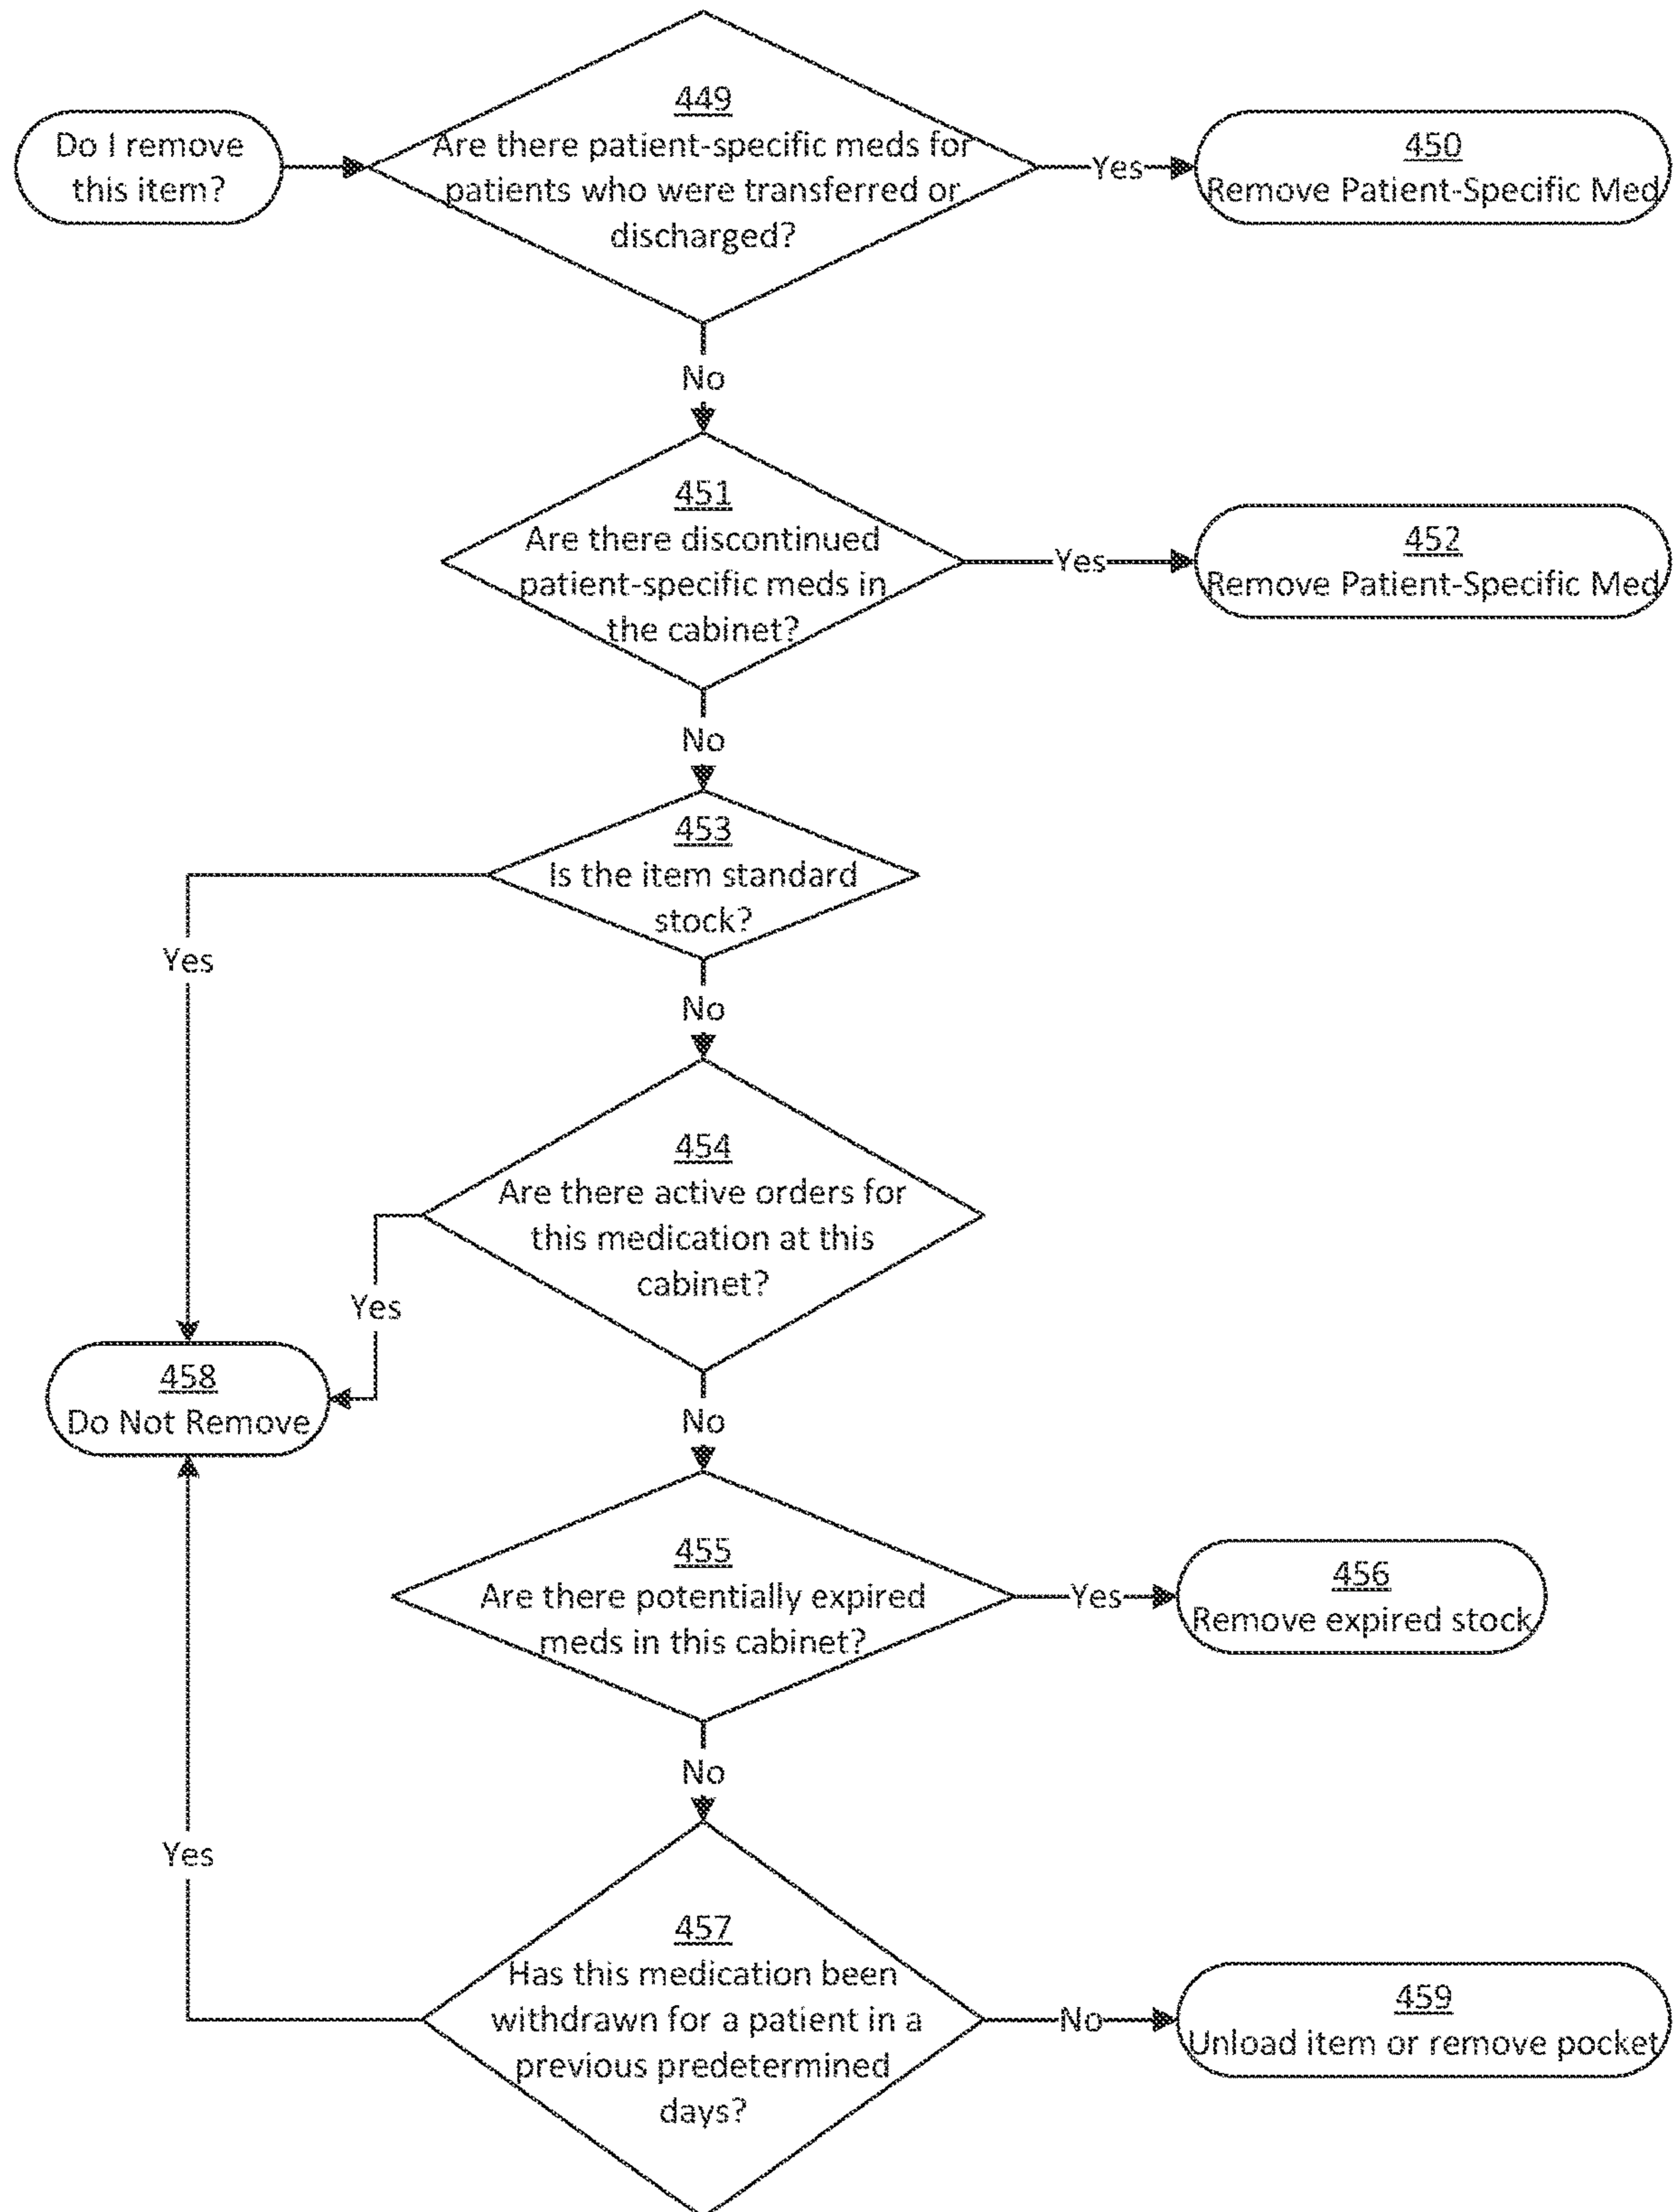 Do I remove
this item?
449
Are there patient-specific meds for
patients who were transferred or
discharged?
Yes
450
Remove Patient-Specific Med
No
451
Are there discontinued
patient-specific meds in
the cabinet?
Yes
452
Remove Patient-Specific Med
No
453
Is the item standard
stock?
Yes
No
454
Are there active orders for
this medication at this
cabinet?
Yes
458
Do Not Remove
No
455
Are there potentially expired
meds in this cabinet?
Yes
456
Remove expired stock
No
Yes
457
Has this medication been
withdrawn for a patient in a
previous predetermined
days?
No
459
Unload item or remove pocket